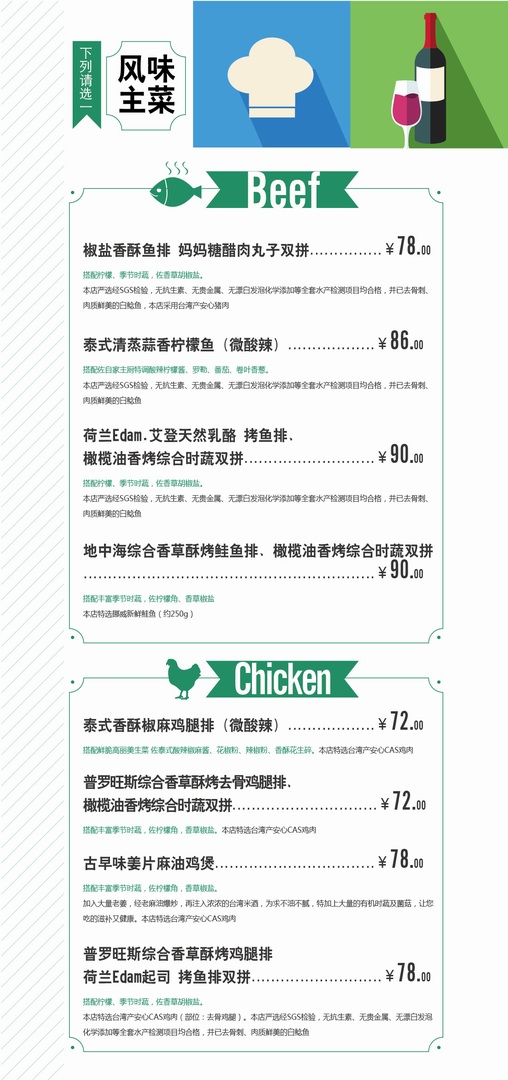 下列请选一
风味
主菜
Beef
椒盐香酥鱼排 妈妈糖醋肉丸子双拼...............￥78.00
搭配柠檬、季节时蔬，佐香草胡椒盐。
本店严选经SGS检验，无抗生素、无贵金属、无漂白发泡化学添加等全套水产检测项目均合格，并已去骨刺、
肉质鲜美的白鲶鱼，本店采用台湾产安心猪肉
泰式清蒸蒜香柠檬鱼（微酸辣）..................￥86.00
搭配佐自家主厨特调酸辣柠檬酱、罗勒、番茄、卷叶香葱。
本店严选经SGS检验，无抗生素、无贵金属、无漂白发泡化学添加等全套水产检测项目均合格，并已去骨刺、
肉质鲜美的白鲶鱼
荷兰Edam.艾登天然乳酪 拷鱼排、
橄榄油香烤综合时蔬双拼...........................￥90.00
搭配柠檬、季节时蔬，佐香草胡椒盐。
本店严选经SGS检验，无抗生素、无贵金属、无漂白发泡化学添加等全套水产检测项目均合格，并已去骨刺、
肉质鲜美的白鲶鱼
地中海综合香草酥烤鲑鱼排、橄榄油香烤综合时蔬双拼
............................................................￥90.00
搭配丰富季节时蔬，佐柠檬角、香草椒盐
本店特选挪威新鲜鲑鱼（约250g）
Chicken
泰式香酥椒麻鸡腿排（微酸辣）..................￥72.00
搭配鲜脆高丽美生菜 佐泰式酸辣椒麻酱、花椒粉、辣椒粉、香酥花生碎。本店特选台湾产安心CAS鸡肉
普罗旺斯综合香草酥烤去骨鸡腿排、
橄榄油香烤综合时蔬双拼...........................￥72.00
搭配丰富季节时蔬，佐柠檬角，香草椒盐。本店特选台湾产安心CAS鸡肉
古早味姜片麻油鸡煲.................................￥78.00
搭配丰富季节时蔬，佐柠檬角，香草椒盐。
加入大量老姜，经老麻油爆炒，再注入浓浓的台湾米酒，为求不油不腻，特加上大量的有机时蔬及菌菇，让您
吃的滋补又健康。本店特选台湾产安心CAS鸡肉
普罗旺斯综合香草酥烤鸡腿排
荷兰Edam起司 拷鱼排双拼..........................￥78.00
搭配柠檬、季节时蔬，佐香草胡椒盐。
本店特选台湾产安心CAS鸡肉（部位：去骨鸡腿）。本店严选经SGS检验，无抗生素、无贵金属、无漂白发泡
化学添加等全套水产检测项目均合格，并已去骨刺、肉质鲜美的白鲶鱼